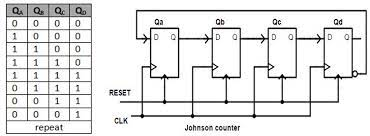 QA QB QC QD
0 0 0 0
1 0 0 0
1 1 0 0
1 1 1 0
1 1 1 1
0 1 1 1
0 0 1 1
0 0 0 1
repeat
Qa Qb Qc Qd
D Q D Q D Q D Q
RESET
CLK
Johnson counter